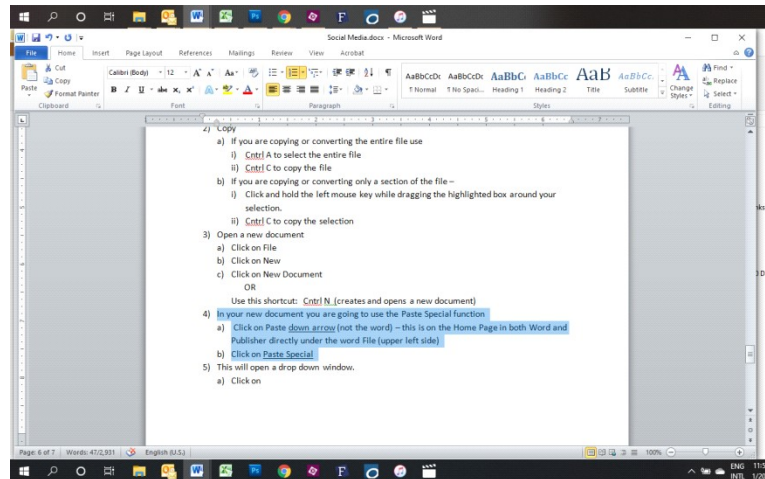 Social Media.docx - Microsoft Word
File Home Insert Page Layout References Mailings Review View Acrobat
Cut
Copy
Format Painter
Paste
Calibri (Body) 12
AaBbCcDc AaBbCcDc AaBbC AaBbCc AaB AaBbCc.
¶ Normal ¶ No Spaci... Heading 1 Heading 2 Title Subtitle
Change Styles
Find
Replace
Select
Clipboard Font Paragraph Styles Editing
2) Copy
a) If you are copying or converting the entire file use
i) Cntrl A to select the entire file
ii) Cntrl C to copy the file
b) If you are copying or converting only a section of the file –
i) Click and hold the left mouse key while dragging the highlighted box around your
selection.
ii) Cntrl C to copy the selection
3) Open a new document
a) Click on File
b) Click on New
c) Click on New Document
OR
Use this shortcut: Cntrl N (creates and opens a new document)
4) In your new document you are going to use the Paste Special function
a) Click on Paste down arrow (not the word) – this is on the Home Page in both Word and
Publisher directly under the word File (upper left side)
b) Click on Paste Special
5) This will open a drop down window.
a) Click on
Page: 6 of 7 Words: 47/2,931 English (U.S.) 100%
ENG
INTL